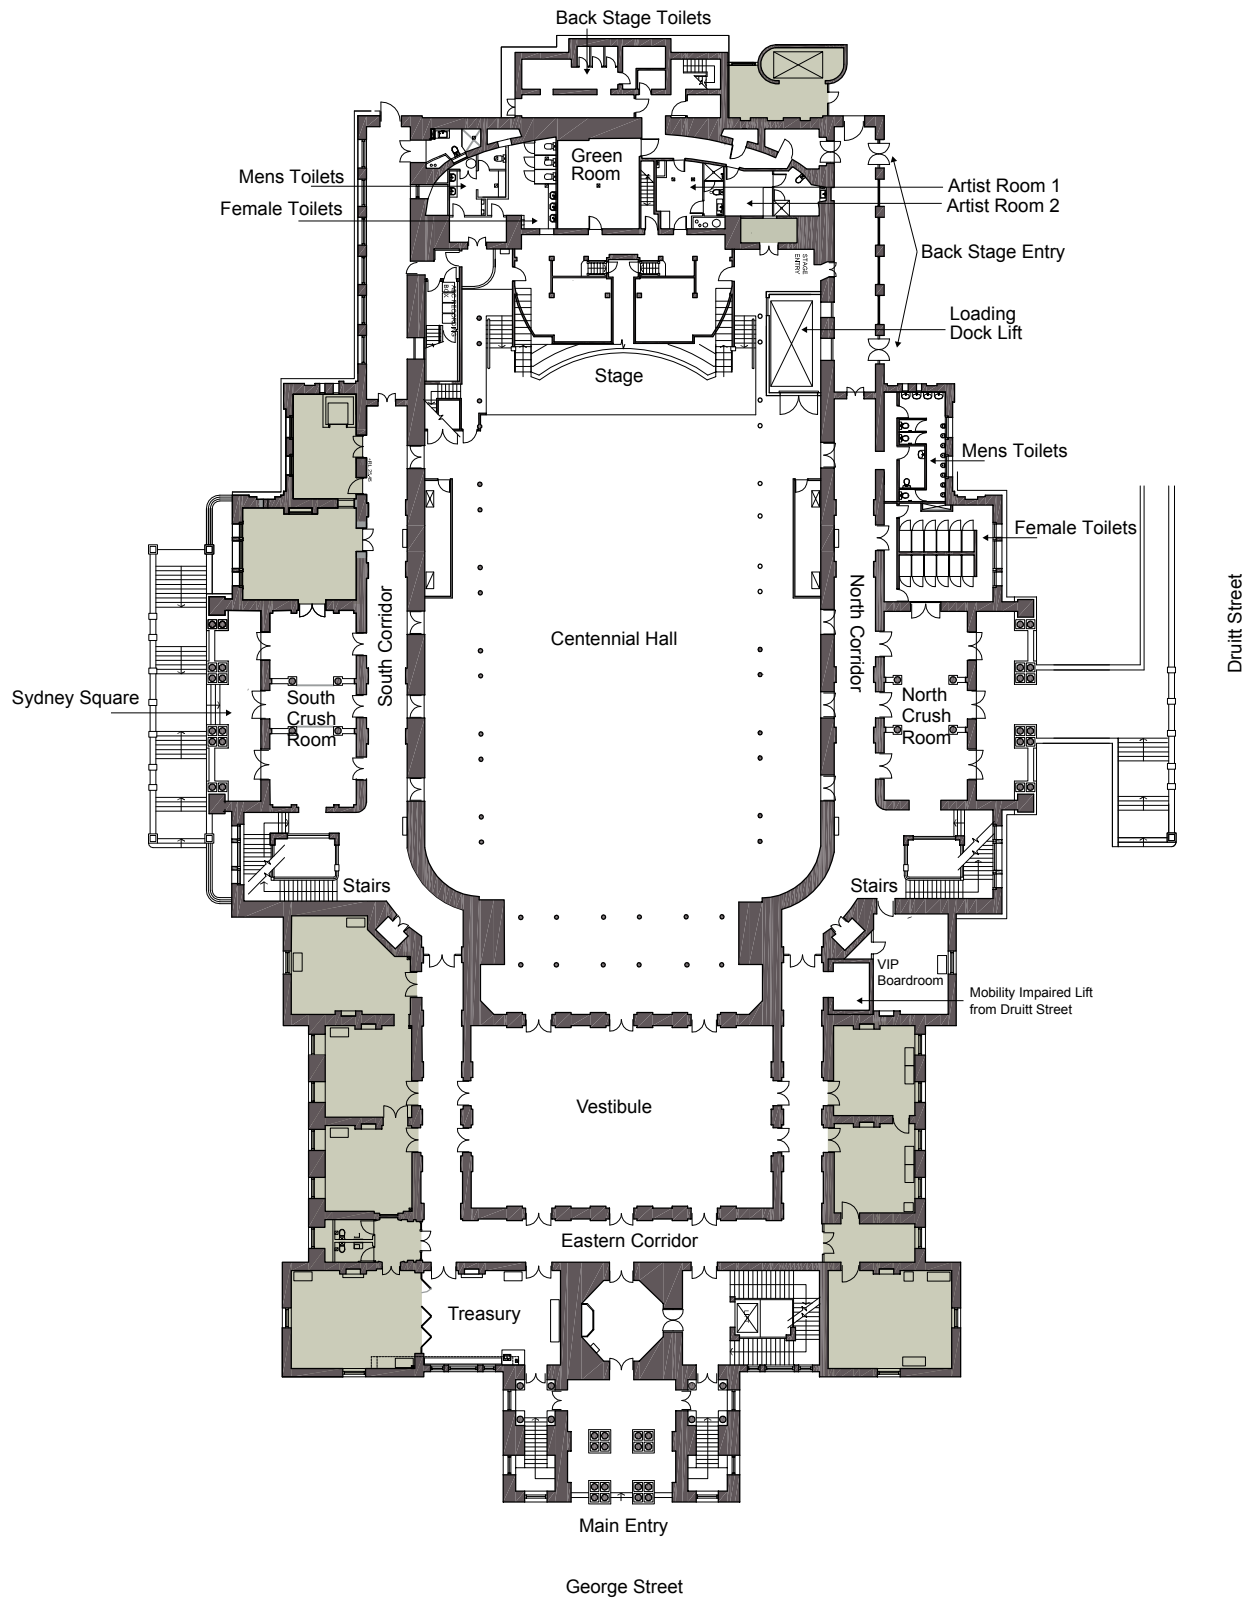 Back Stage Toilets
Green
Room
Mens Toilets
Female Toilets
Artist Room 1
Artist Room 2
Back Stage Entry
STAGE
ENTRY
Loading
Dock Lift
Stage
Mens Toilets
Female Toilets
Druitt Street
South Corridor
Centennial Hall
North Corridor
Sydney Square
South
Crush
Room
North
Crush
Room
Stairs
Stairs
VIP
Boardroom
Mobility Impaired Lift
from Druitt Street
Vestibule
Eastern Corridor
Treasury
LIFT
Main Entry
George Street